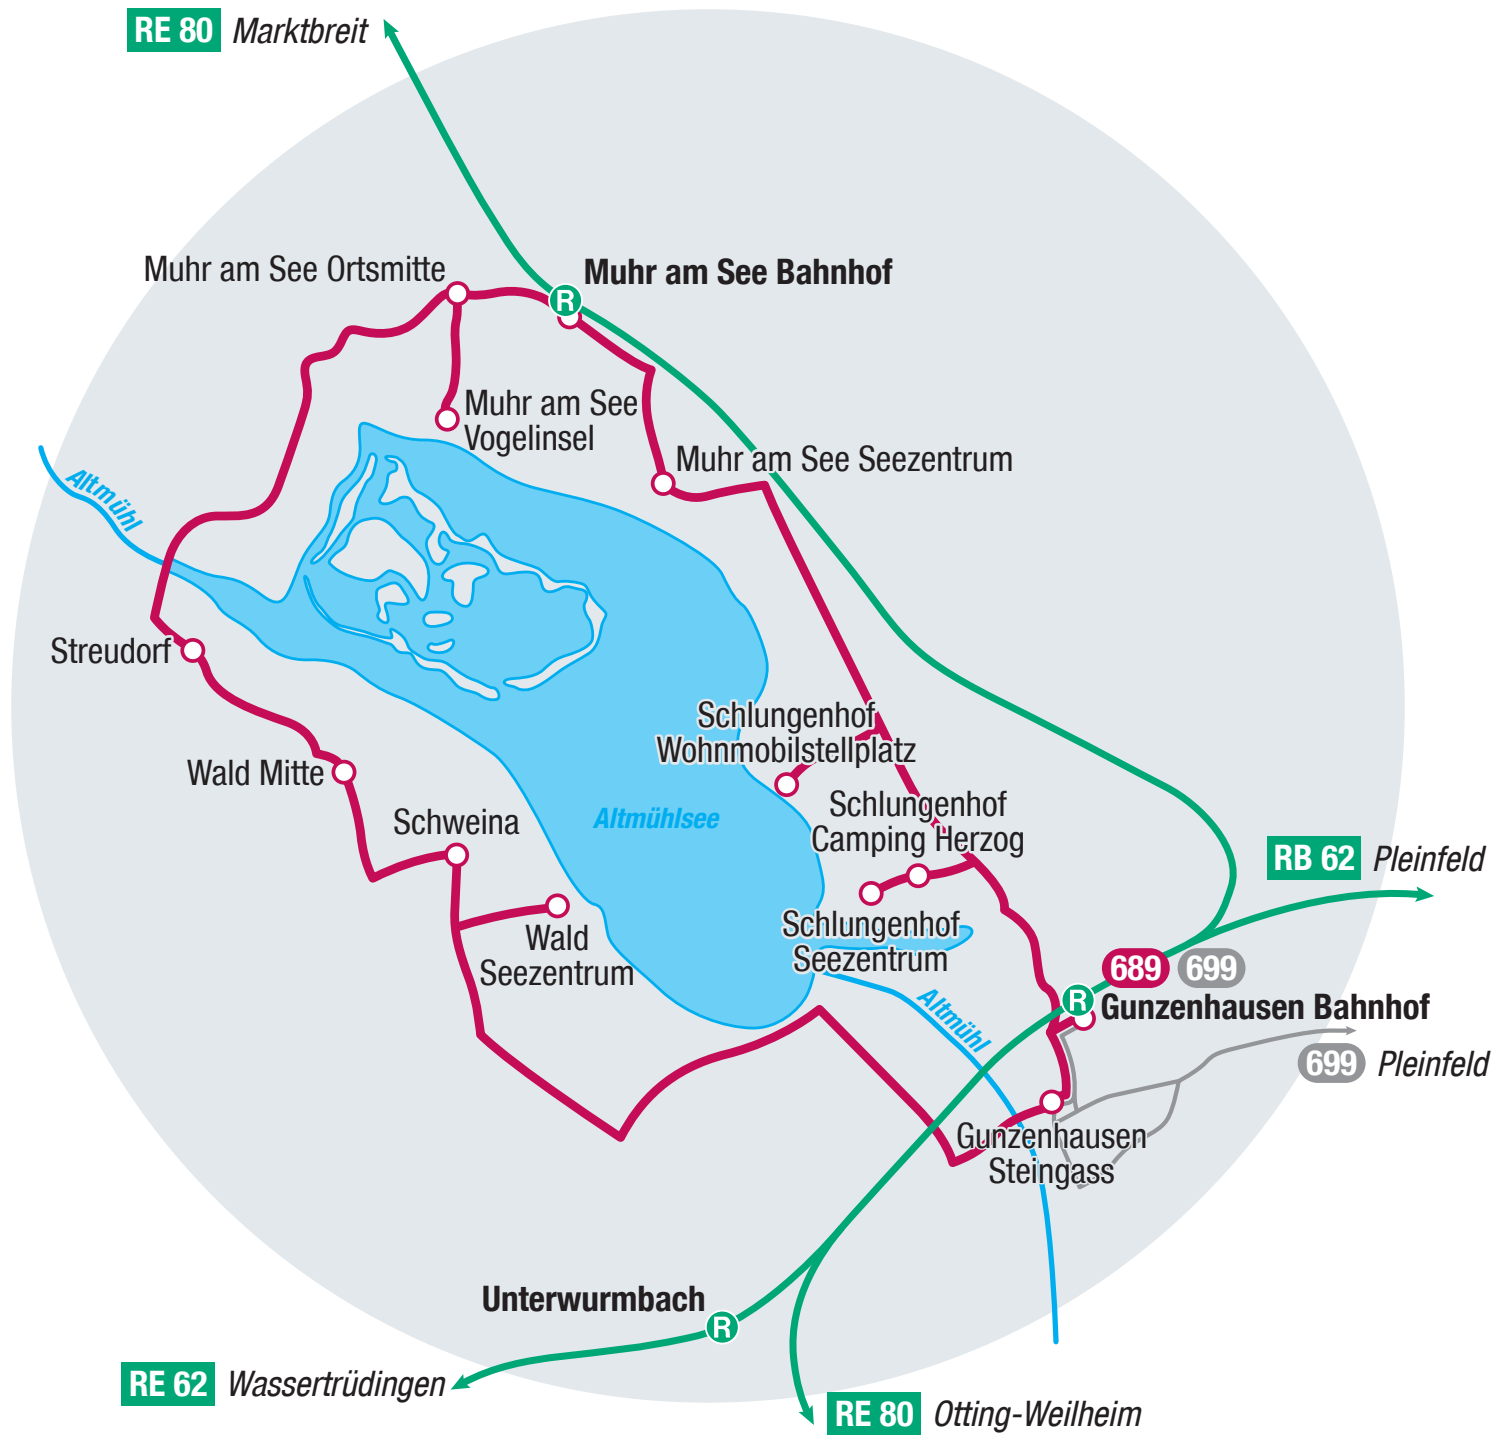 RE 80 Marktbreit
Muhr am See Ortsmitte
Muhr am See Bahnhof
Muhr am See
Vogelinsel
Muhr am See Seezentrum
Altmühl
Streudorf
Schlungenhof
Wohnmobilstellplatz
Wald Mitte
Schweina
Altmühlsee
Schlungenhof
Camping Herzog
RB 62 Pleinfeld
Wald
Seezentrum
Schlungenhof
Seezentrum
689 699
R Gunzenhausen Bahnhof
Altmühl
699 Pleinfeld
Gunzenhausen
Steingass
Unterwurmbach
R
R
RE 62 Wassertrüdingen
RE 80 Otting-Weilheim